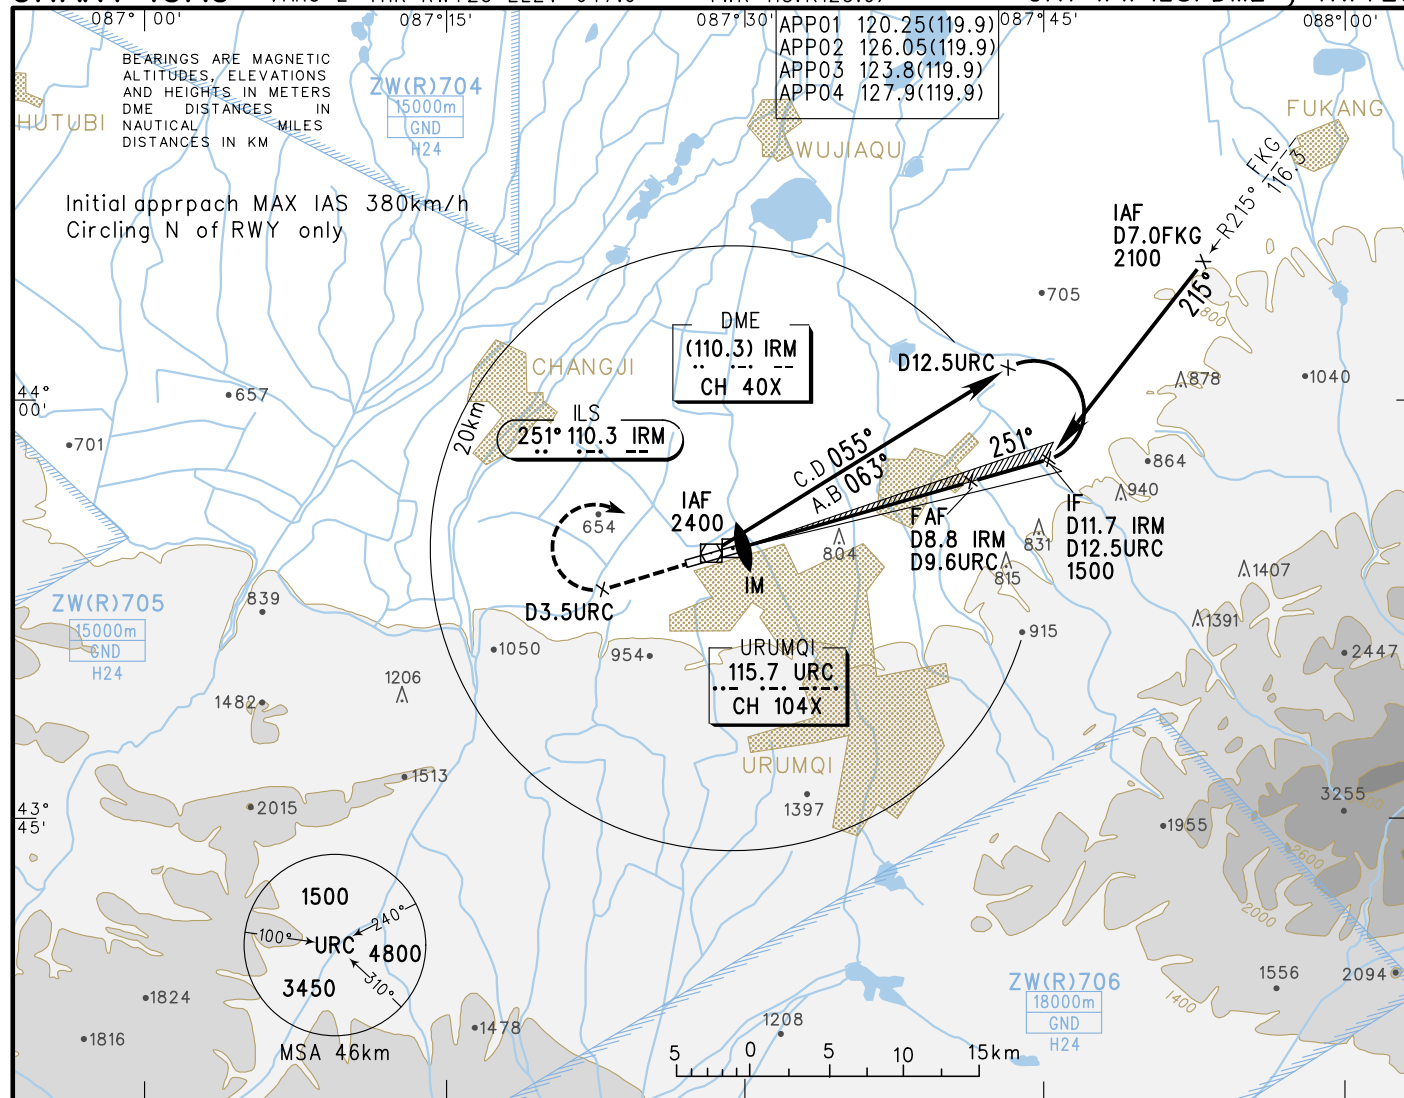 087° 00'
087°15'
087°30'
087°45'
088°00'
BEARINGS ARE MAGNETIC
ALTITUDES, ELEVATIONS
AND HEIGHTS IN METERS
DME DISTANCES IN
NAUTICAL MILES
DISTANCES IN KM
ZW(R)704
15000m
GND
H24
APP01 120.25(119.9)
APP02 126.05(119.9)
APP03 123.8(119.9)
APP04 127.9(119.9)
HUTUBI
WUJIAQU
FUKANG
FKG
116.3
R215°
Initial apprpach MAX IAS 380km/h
Circling N of RWY only
IAF
D7.0FKG
2100
215°
800
705
DME
(110.3) IRM
CH 40X
D12.5URC
CHANGJI
878
1040
44°
00'
657
701
20km
ILS
251° 110.3 IRM
C.D 055°
A.B 063°
251°
864
940
IAF
2400
654
IM
804
FAF
D8.8 IRM
D9.6URC
831
815
IF
D11.7 IRM
D12.5URC
1500
1407
1391
D3.5URC
ZW(R)705
15000m
GND
H24
839
1050
954
915
2447
URUMQI
115.7 URC
CH 104X
1206
1482
URUMQI
1513
2015
1397
3255
1955
2600
43°
45'
2000
1500
240°
100°
URC
4800
3450
310°
MSA 46km
1824
1816
1478
1208
ZW(R)706
18000m
GND
H24
1400
1556
2094
5 0 5 10 15km